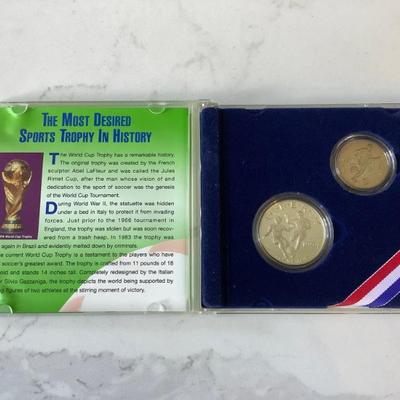 THE MOST DESIRED
SPORTS TROPHY IN HISTORY
The World Cup Trophy has a remarkable history.
The original trophy was created by the French
sculptor Abel LaFleur and was called the Jules
Rimet Cup, after the man whose vision of and
dedication to the sport of soccer was the genesis
of the World Cup Tournament.
During World War II, the statuette was hidden
under a bed in Italy to protect it from invading
forces. Just prior to the 1966 tournament in
England, the trophy was stolen but was soon recov-
ered from a trash heap. In 1983 the trophy was
again in Brazil and evidently melted down by criminals.
current World Cup Trophy is a testament to the players who have
soccer's greatest award. The trophy is crafted from 11 pounds of 18
and stands 14 inches tall. Completely redesigned by the Italian
Silvio Gazzaniga, the trophy depicts the world being supported by
figures of two athletes at the stirring moment of victory.
World Cup Trophy